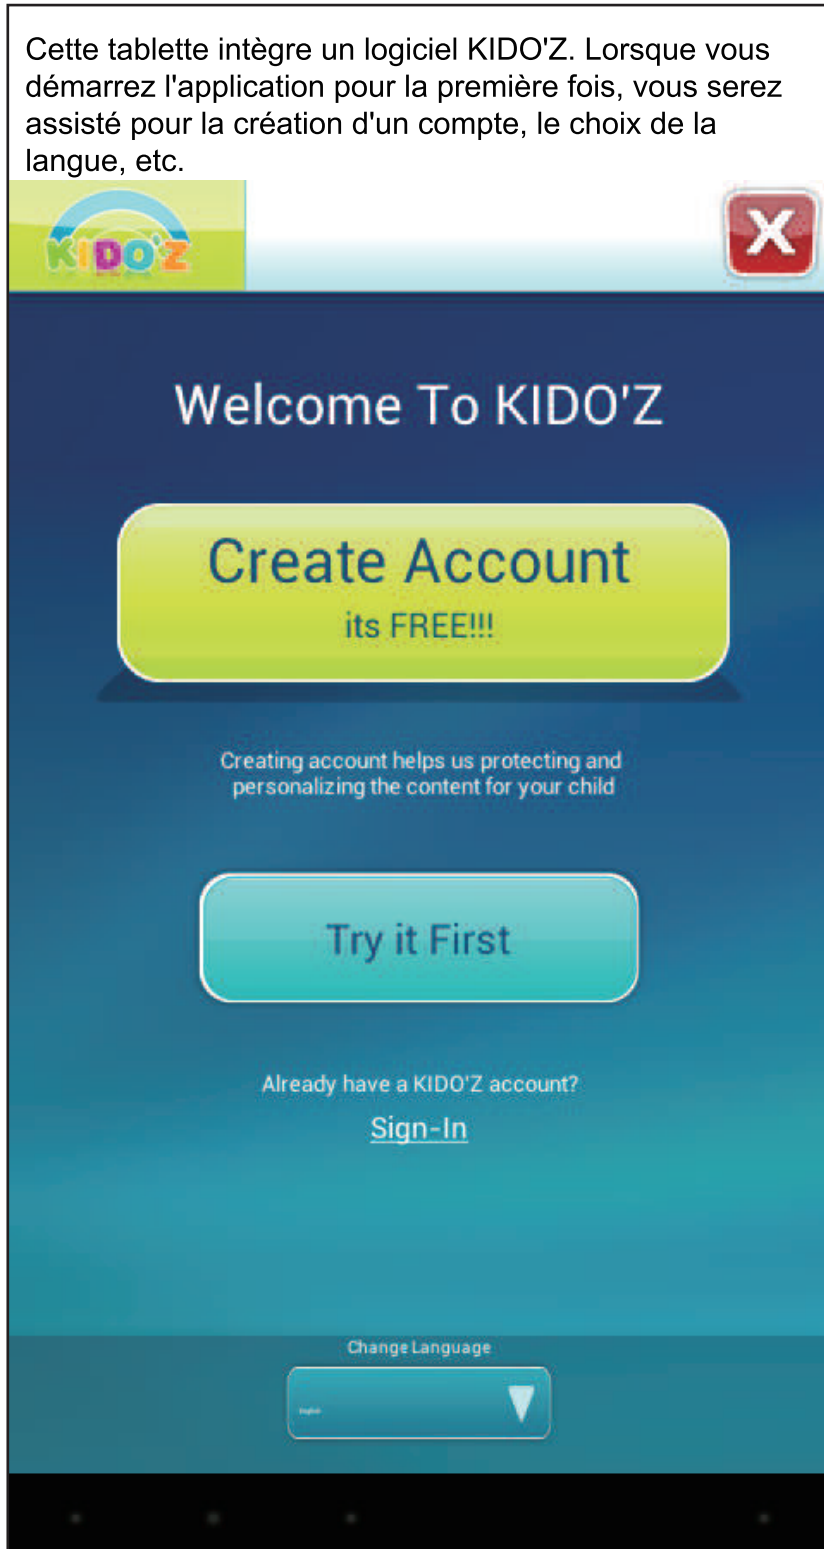 Cette tablette intègre un logiciel KIDO'Z. Lorsque vous
démarrez l'application pour la première fois, vous serez
assisté pour la création d'un compte, le choix de la
langue, etc.
KIDO'Z
X
Welcome To KIDO'Z
Create Account
its FREE!!!
Creating account helps us protecting and
personalizing the content for your child
Try it First
Already have a KIDO'Z account?
Sign-In
Change Language
English